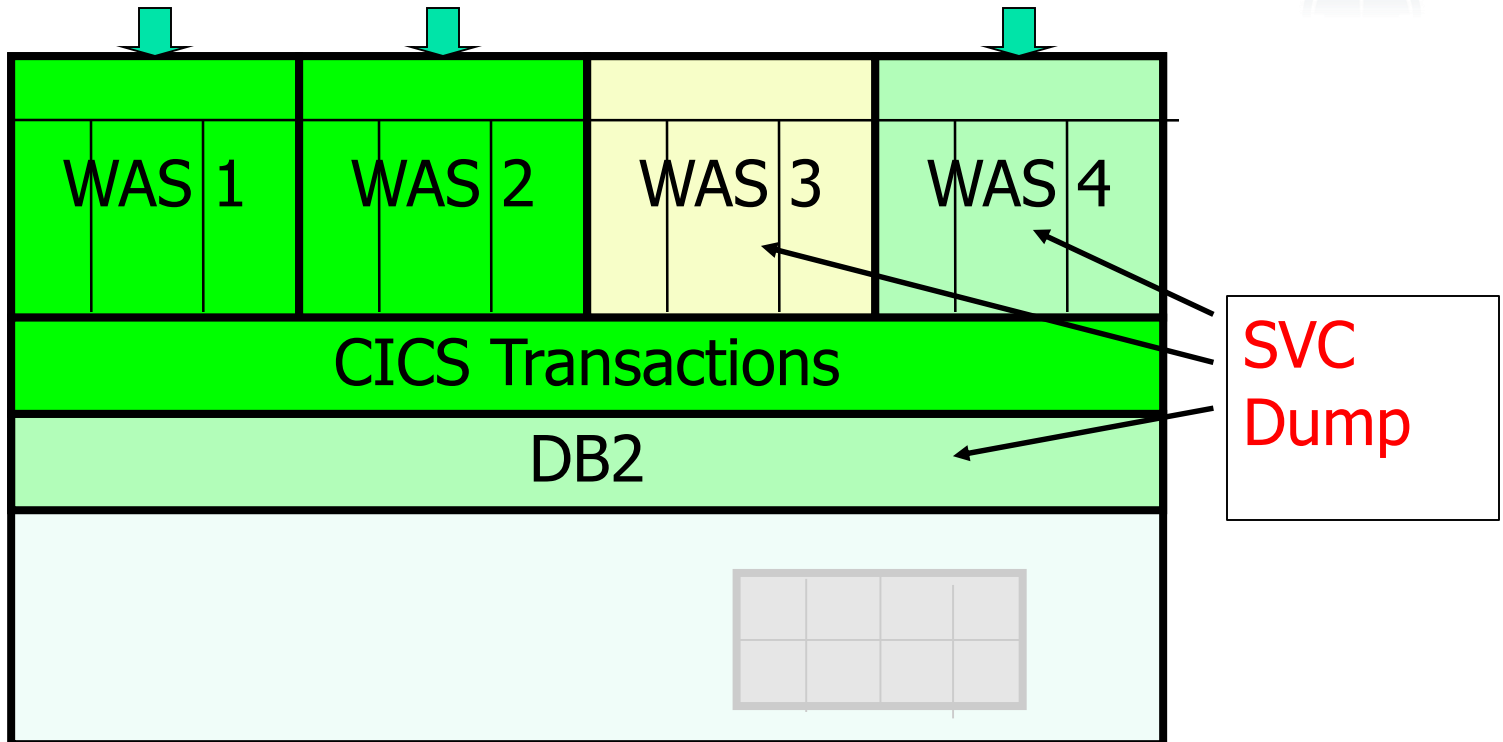 WAS 1
WAS 2
WAS 3
WAS 4
CICS Transactions
SVC
Dump
DB2